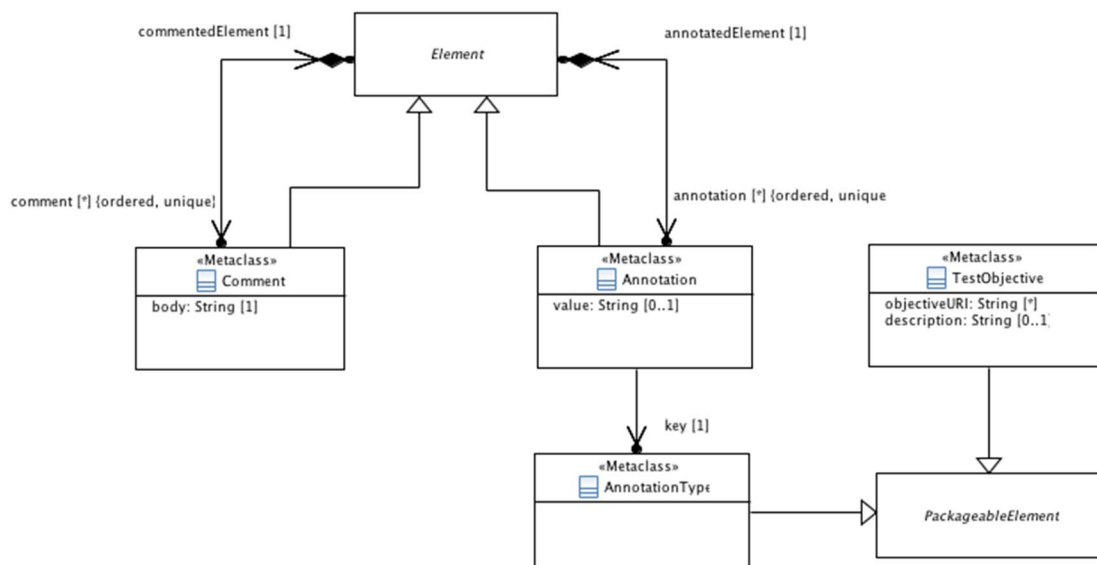 commentedElement [1]
Element
annotatedElement [1]
comment [*] {ordered, unique}
annotation [*] {ordered, unique
«Metaclass»
Comment
body: String [1]
«Metaclass»
Annotation
value: String [0..1]
«Metaclass»
TestObjective
objectiveURI: String [*]
description: String [0..1
key [1]
«Metaclass»
AnnotationType
PackageableElement